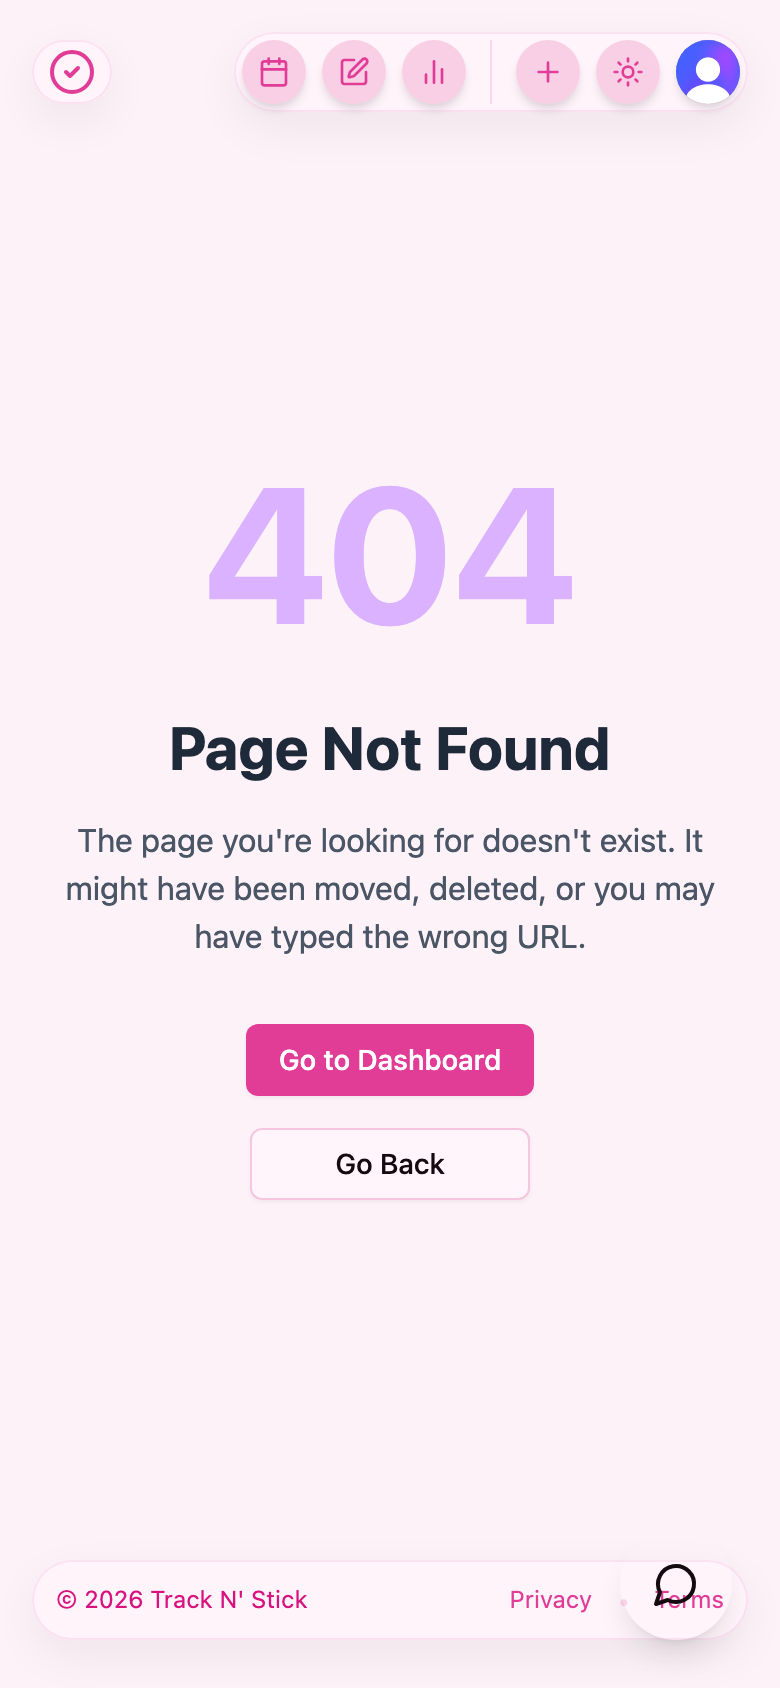 404
Page Not Found
The page you're looking for doesn't exist. It
might have been moved, deleted, or you may
have typed the wrong URL.
Go to Dashboard
Go Back
© 2026 Track N' Stick
Privacy • Terms